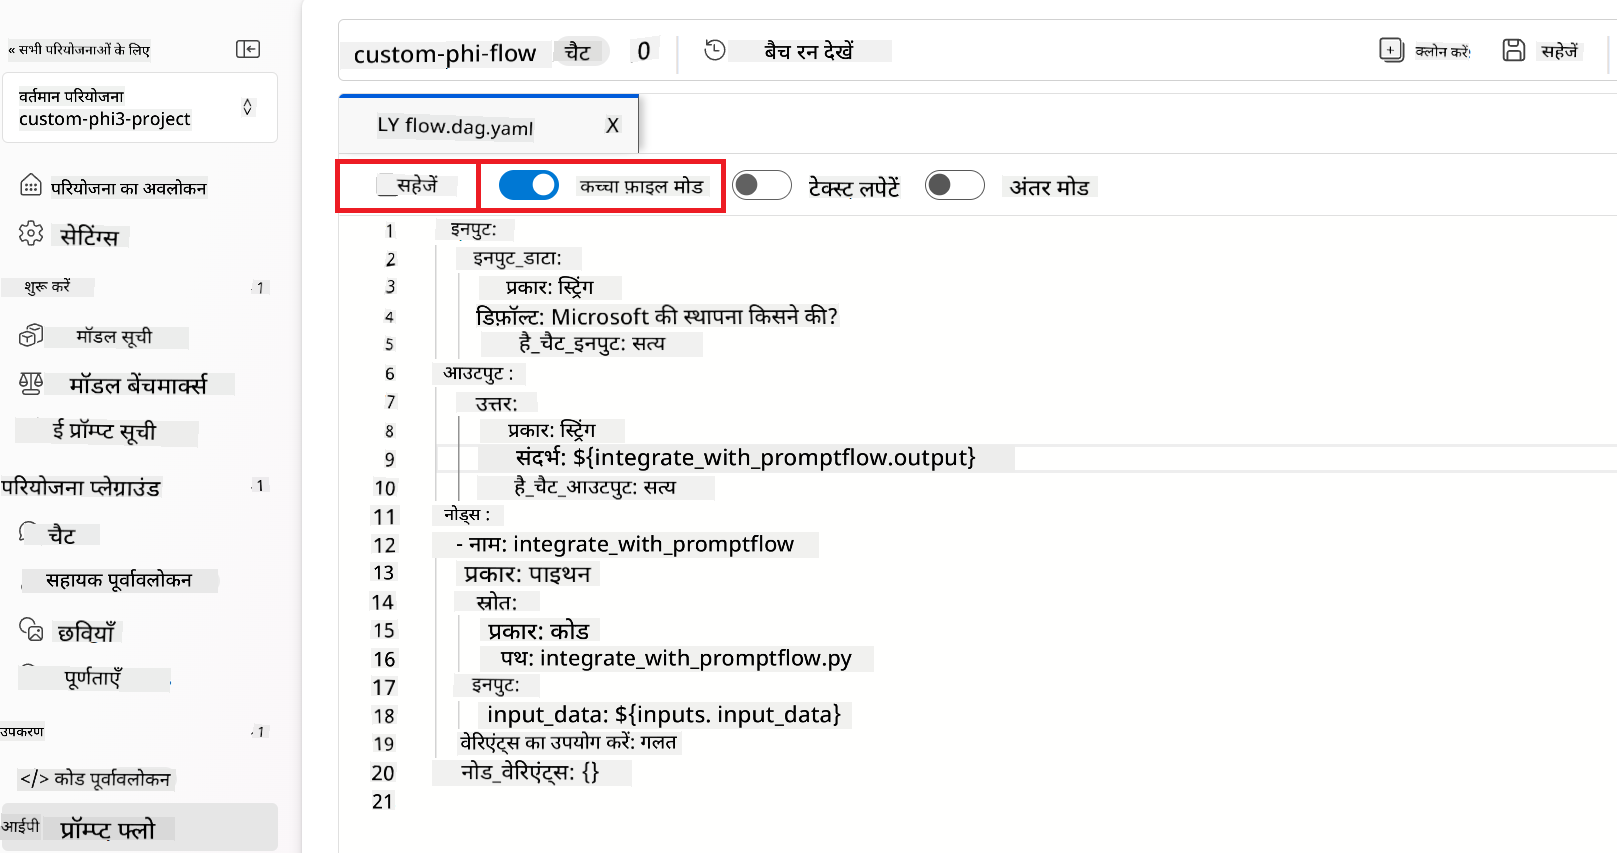 « सभी परियोजनाओं के लिए
वर्तमान परियोजना
custom-phi3-project
परियोजना का अवलोकन
सेटिंग्स
शुरू करें 1
मॉडल सूची
मॉडल बेंचमार्क्स
ई प्रॉम्प्ट सूची
परियोजना प्लेग्राउंड 1
चैट
सहायक पूर्वावलोकन
छवियाँ
पूर्णताएँ
उपकरण 1
</> कोड पूर्वावलोकन
आईपी प्रॉम्प्ट फ्लो
custom-phi-flow चैट 0 बैच रन देखें क्लोन करें सहेजें
LY flow.dag.yaml X
सहेजें कच्चा फ़ाइल मोड टेक्स्ट लपेटें अंतर मोड
1 इनपुट:
2 इनपुट_डाटा:
3 प्रकार: स्ट्रिंग
4 डिफ़ॉल्ट: Microsoft की स्थापना किसने की?
5 है_चैट_इनपुट: सत्य
6 आउटपुट :
7 उत्तर:
8 प्रकार: स्ट्रिंग
9 संदर्भ: ${integrate_with_promptflow.output}
10 है_चैट_आउटपुट: सत्य
11 नोड्स :
12 - नाम: integrate_with_promptflow
13 प्रकार: पाइथन
14 स्रोत:
15 प्रकार: कोड
16 पथ: integrate_with_promptflow.py
17 इनपुट:
18 input_data: ${inputs. input_data}
19 वेरिएंट्स का उपयोग करें: गलत
20 नोड_वेरिएंट्स: {}
21